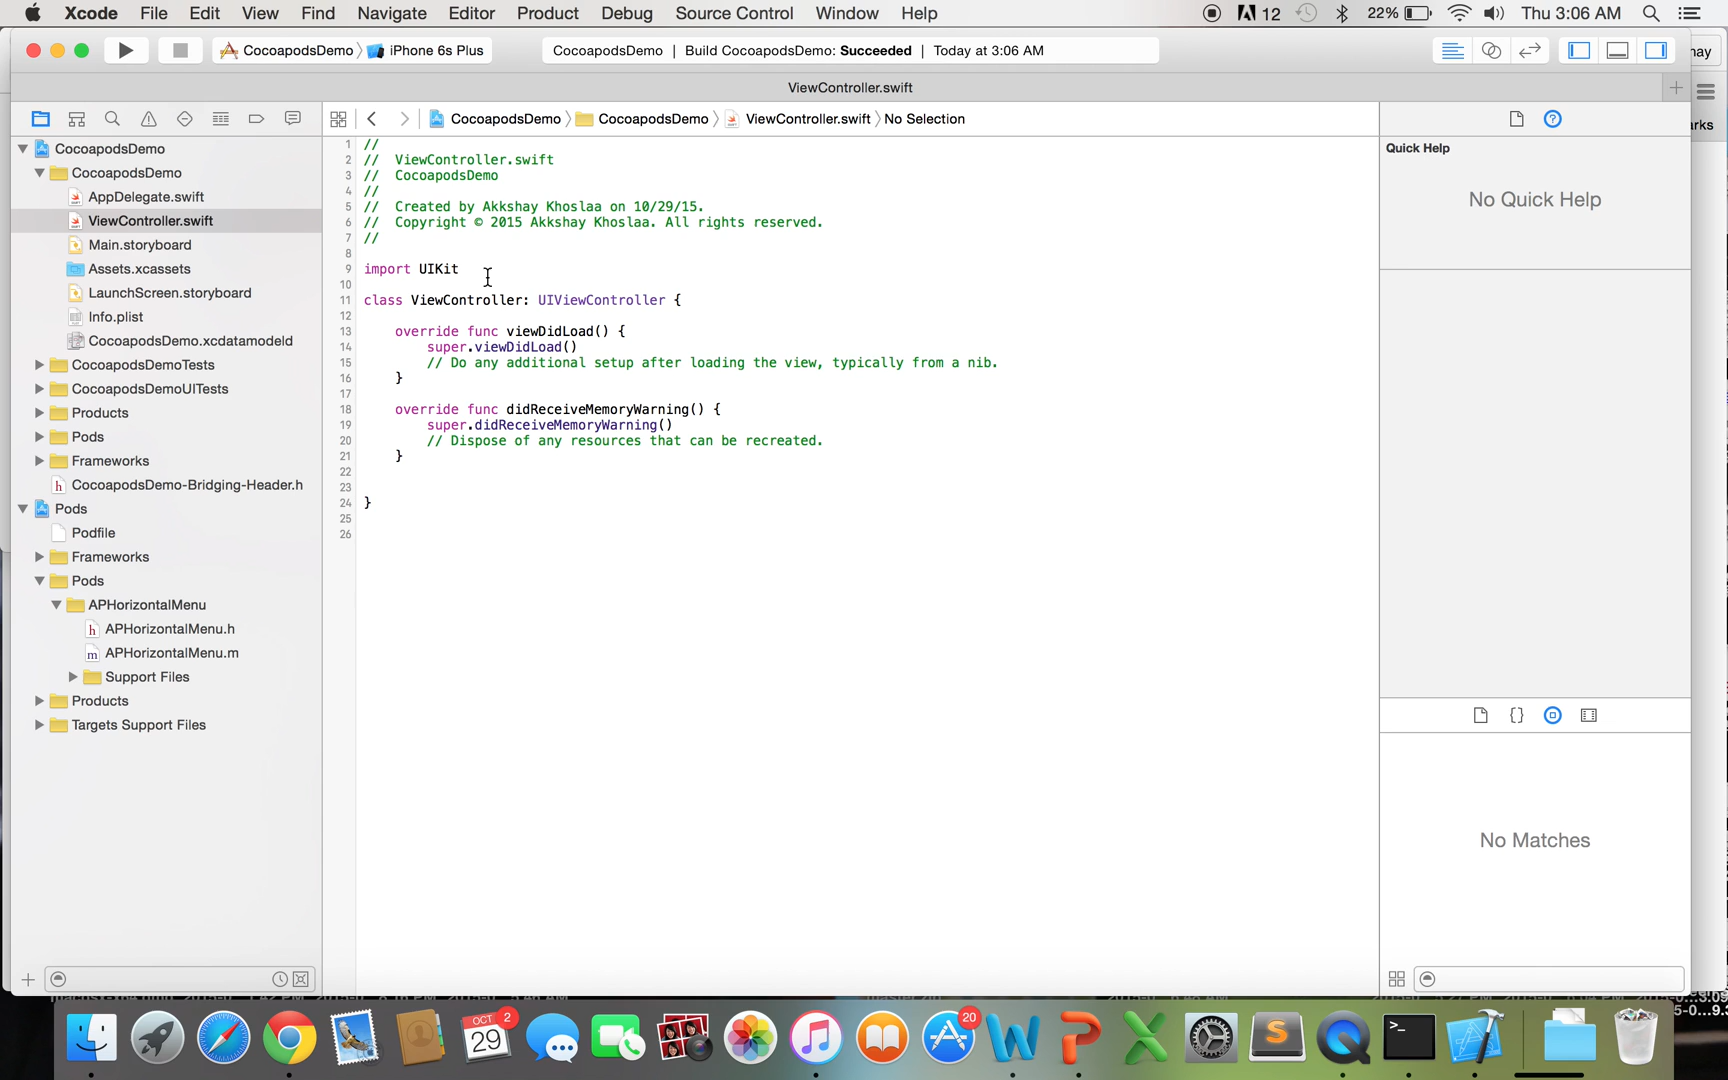 Xcode File Edit View Find Navigate Editor Product Debug Source Control Window Help 12 22% Thu 3:06 AM
CocoapodsDemo iPhone 6s Plus CocoapodsDemo | Build CocoapodsDemo: Succeeded | Today at 3:06 AM
ViewController.swift
CocoapodsDemo CocoapodsDemo ViewController.swift No Selection
CocoapodsDemo
CocoapodsDemo
AppDelegate.swift
ViewController.swift
Main.storyboard
Assets.xcassets
LaunchScreen.storyboard
Info.plist
CocoapodsDemo.xcdatamodeld
CocoapodsDemoTests
CocoapodsDemoUITests
Products
Pods
Frameworks
h CocoapodsDemo-Bridging-Header.h
Pods
Podfile
Frameworks
Pods
APHorizontalMenu
h APHorizontalMenu.h
m APHorizontalMenu.m
Support Files
Products
Targets Support Files
1 //
2 // ViewController.swift
3 // CocoapodsDemo
4 //
5 // Created by Akkshay Khoslaa on 10/29/15.
6 // Copyright © 2015 Akkshay Khoslaa. All rights reserved.
7 //
8
9 import UIKit
10
11 class ViewController: UIViewController {
12
13 override func viewDidLoad() {
14 super.viewDidLoad()
15 // Do any additional setup after loading the view, typically from a nib.
16 }
17
18 override func didReceiveMemoryWarning() {
19 super.didReceiveMemoryWarning()
20 // Dispose of any resources that can be recreated.
21 }
22
23
24 }
25
26
Quick Help
No Quick Help
{}
No Matches
nay
arks
OCT 2
29
20